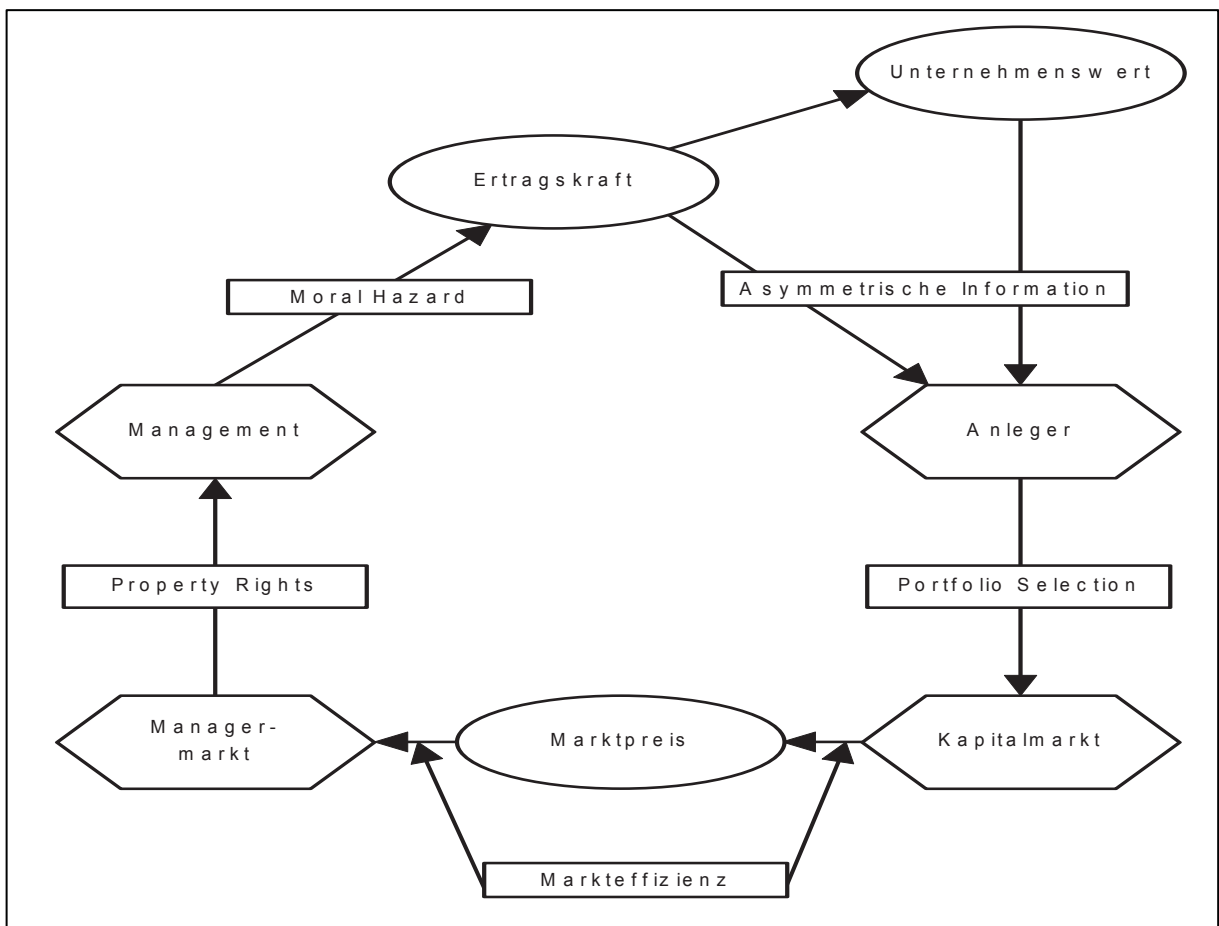 Unternehmenswert
Ertragskraft
Moral Hazard
Asymmetrische Information
Management
Anleger
Property Rights
Portfolio Selection
Manager-
markt
Marktpreis
Kapitalmarkt
Markteffizienz